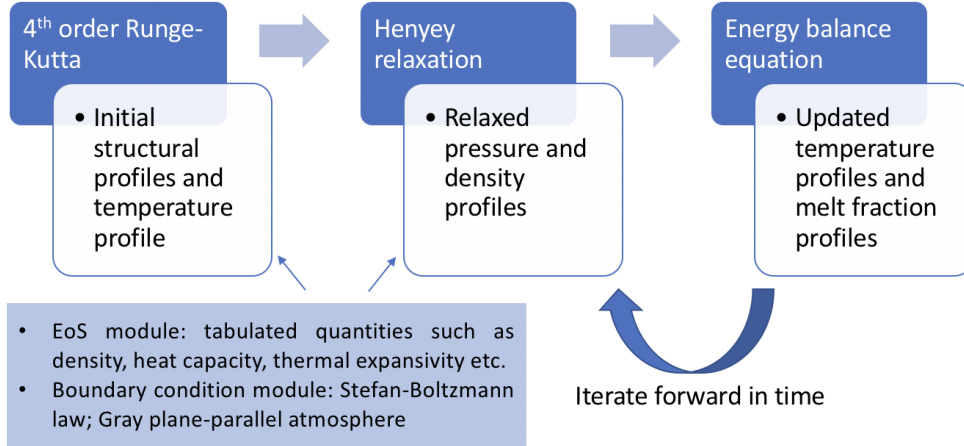 4th order Runge-
Kutta
• Initial
structural
profiles and
temperature
profile
Henyey
relaxation
• Relaxed
pressure and
density
profiles
Energy balance
equation
• Updated
temperature
profiles and
melt fraction
profiles
• EoS module: tabulated quantities such as
density, heat capacity, thermal expansivity etc.
• Boundary condition module: Stefan-Boltzmann
law; Gray plane-parallel atmosphere
Iterate forward in time